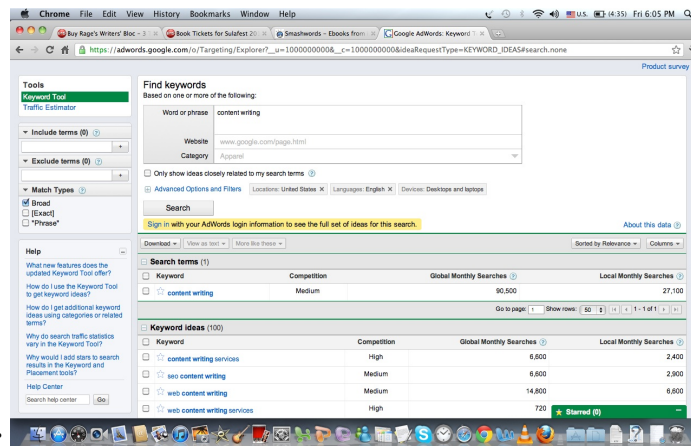 Chrome File Edit View History Bookmarks Window Help U.S. (4:35) Fri 6:05 PM
Buy Rage's Writers' Bloc - 3 Book Tickets for Sulafest 20 Smashwords - Ebooks from Google AdWords: Keyword T
https://adwords.google.com/o/Targeting/Explorer?__u=1000000000&__c=1000000000&ideaRequestType=KEYWORD_IDEAS#search.none
Product survey
Tools
Keyword Tool
Traffic Estimator
Include terms (0)
Exclude terms (0)
Match Types
Broad
[Exact]
"Phrase"
Help
What new features does the
updated Keyword Tool offer?
How do I use the Keyword Tool
to get keyword ideas?
How do I get additional keyword
ideas using categories or related
terms?
Why do search traffic statistics
vary in the Keyword Tool?
Why would I add stars to search
results in the Keyword and
Placement tools?
Help Center
Search help center Go
Find keywords
Based on one or more of the following:
Word or phrase content writing
Website www.google.com/page.html
Category Apparel
Only show ideas closely related to my search terms
Advanced Options and Filters Locations: United States X Languages: English X Devices: Desktops and laptops
Search
Sign in with your AdWords login information to see the full set of ideas for this search. About this data
Download View as text More like these Sorted by Relevance Columns
Search terms (1)
Keyword Competition Global Monthly Searches Local Monthly Searches
content writing Medium 90,500 27,100
Go to page: 1 Show rows: 50 1 - 1 of 1
Keyword ideas (100)
Keyword Competition Global Monthly Searches Local Monthly Searches
content writing services High 6,600 2,400
seo content writing Medium 6,600 2,900
web content writing Medium 14,800 6,600
web content writing services High 720
Starred (0)